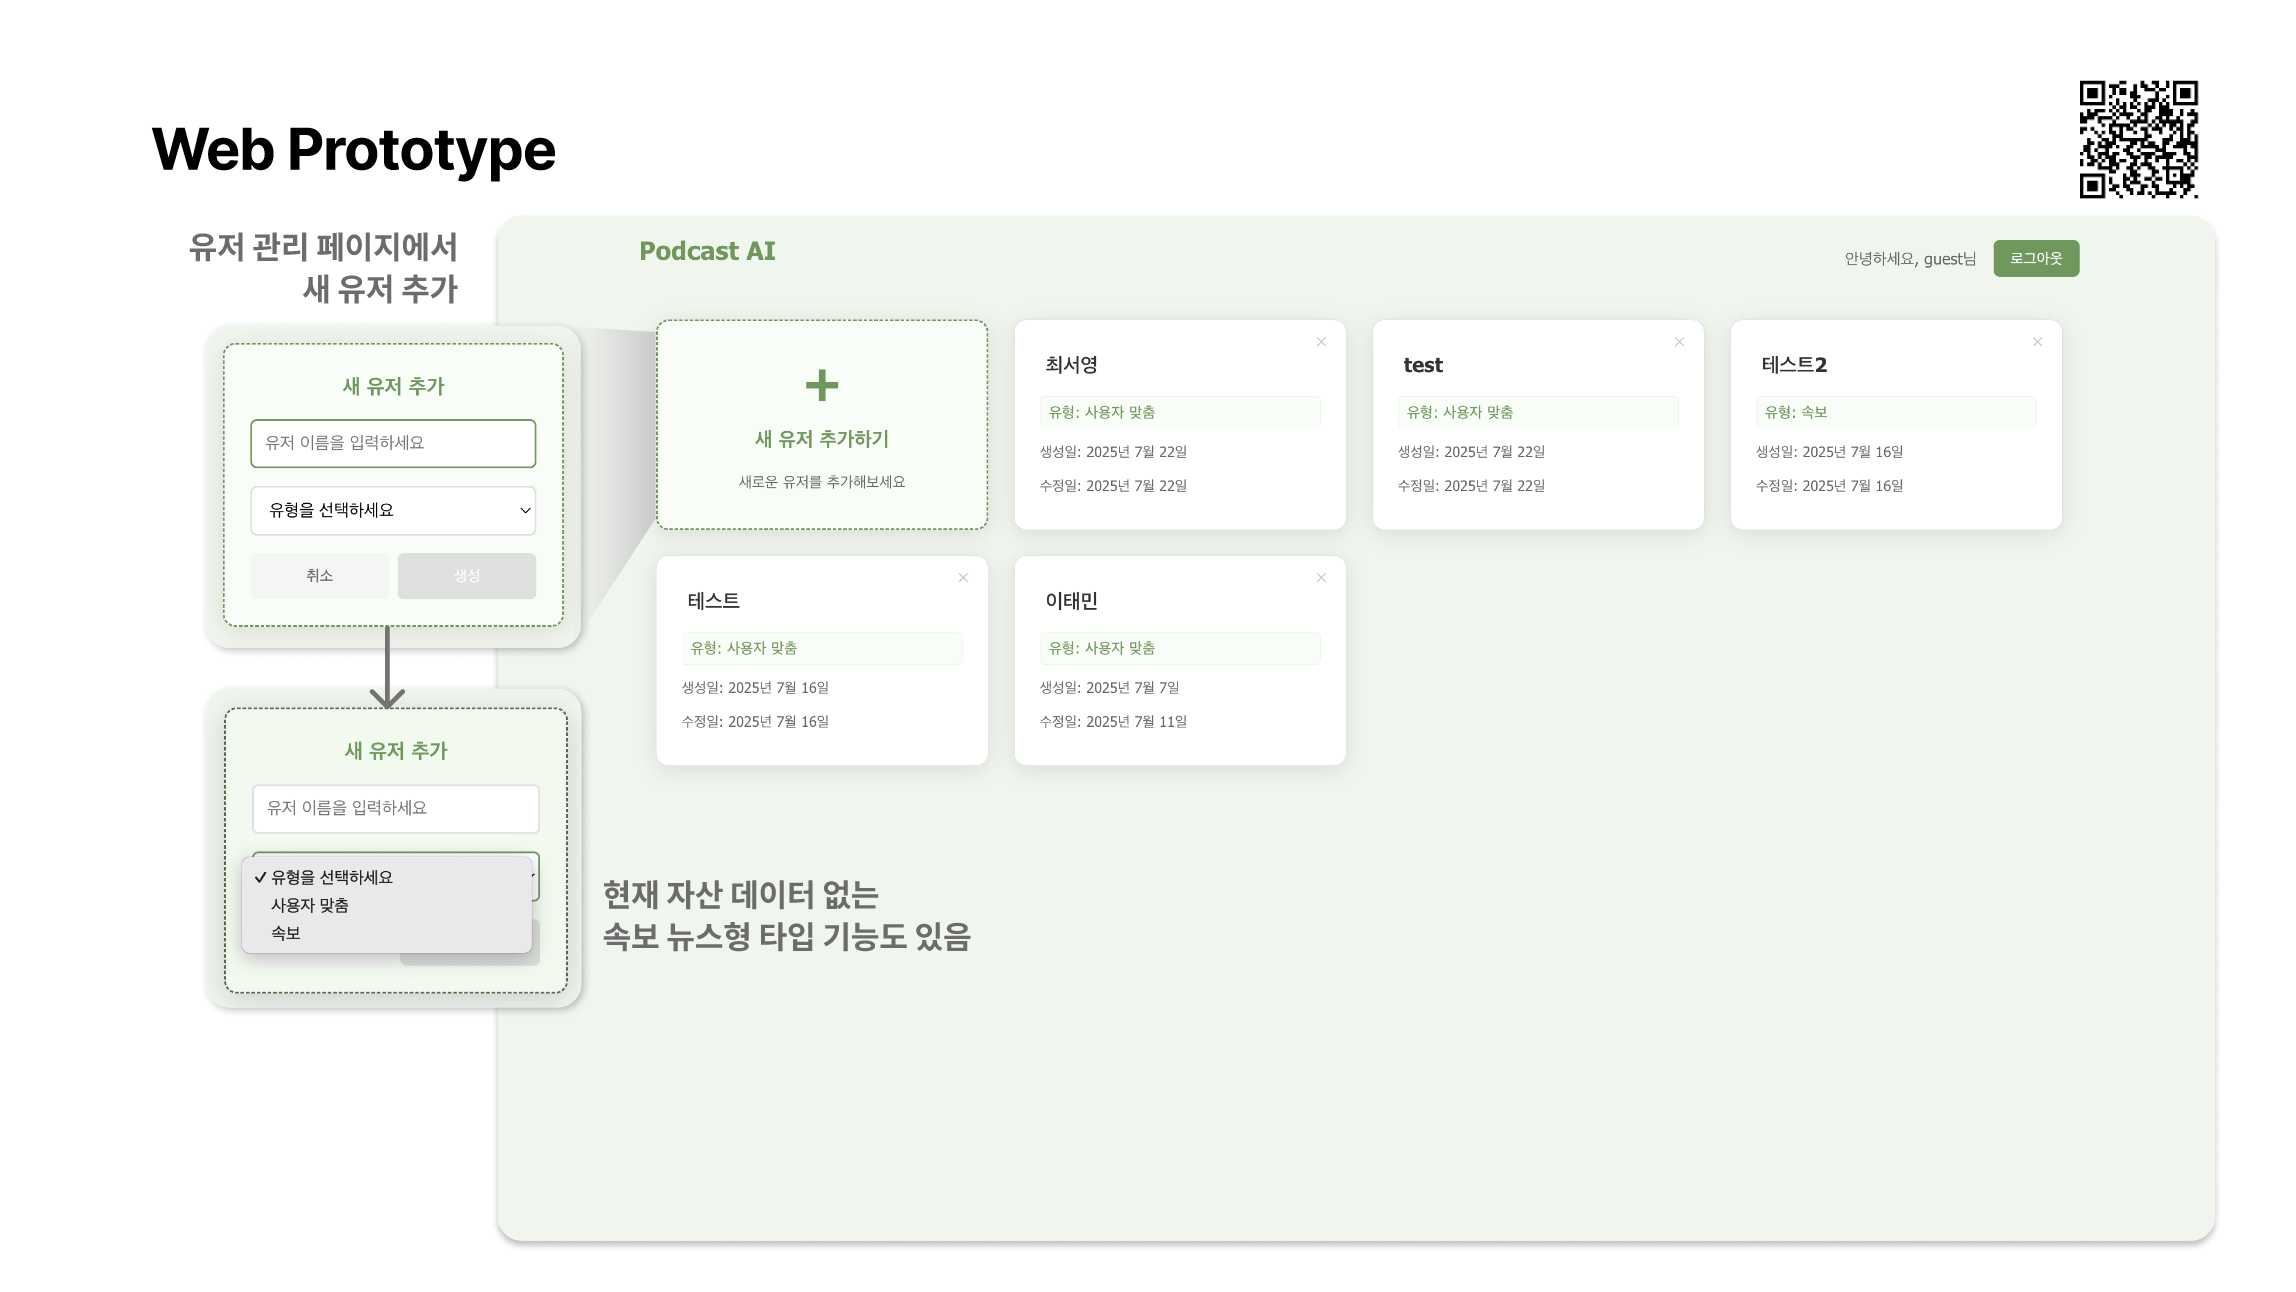 Web Prototype
유저 관리 페이지에서
새 유저 추가
새 유저 추가
유저 이름을 입력하세요
유형을 선택하세요
취소
생성
새 유저 추가
유저 이름을 입력하세요
유형을 선택하세요
사용자 맞춤
속보
Podcast AI
안녕하세요, guest님
로그아웃
새 유저 추가하기
새로운 유저를 추가해보세요
최서영
유형: 사용자 맞춤
생성일: 2025년 7월 22일
수정일: 2025년 7월 22일
test
유형: 사용자 맞춤
생성일: 2025년 7월 22일
수정일: 2025년 7월 22일
테스트2
유형: 속보
생성일: 2025년 7월 16일
수정일: 2025년 7월 16일
테스트
유형: 사용자 맞춤
생성일: 2025년 7월 16일
수정일: 2025년 7월 16일
이태민
유형: 사용자 맞춤
생성일: 2025년 7월 7일
수정일: 2025년 7월 11일
현재 자산 데이터 없는
속보 뉴스형 타입 기능도 있음